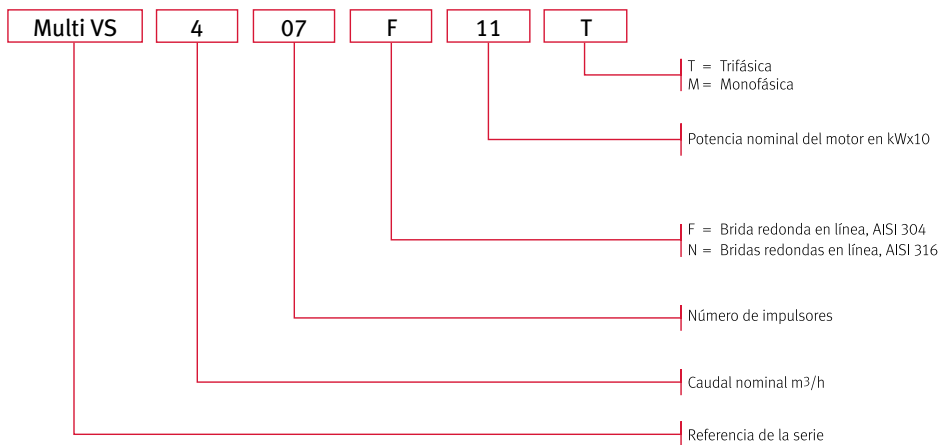 Multi VS 4 07 F 11 T
T = Trifásica
M = Monofásica
Potencia nominal del motor en kWx10
F = Brida redonda en línea, AISI 304
N = Bridas redondas en línea, AISI 316
Número de impulsores
Caudal nominal m3/h
Referencia de la serie